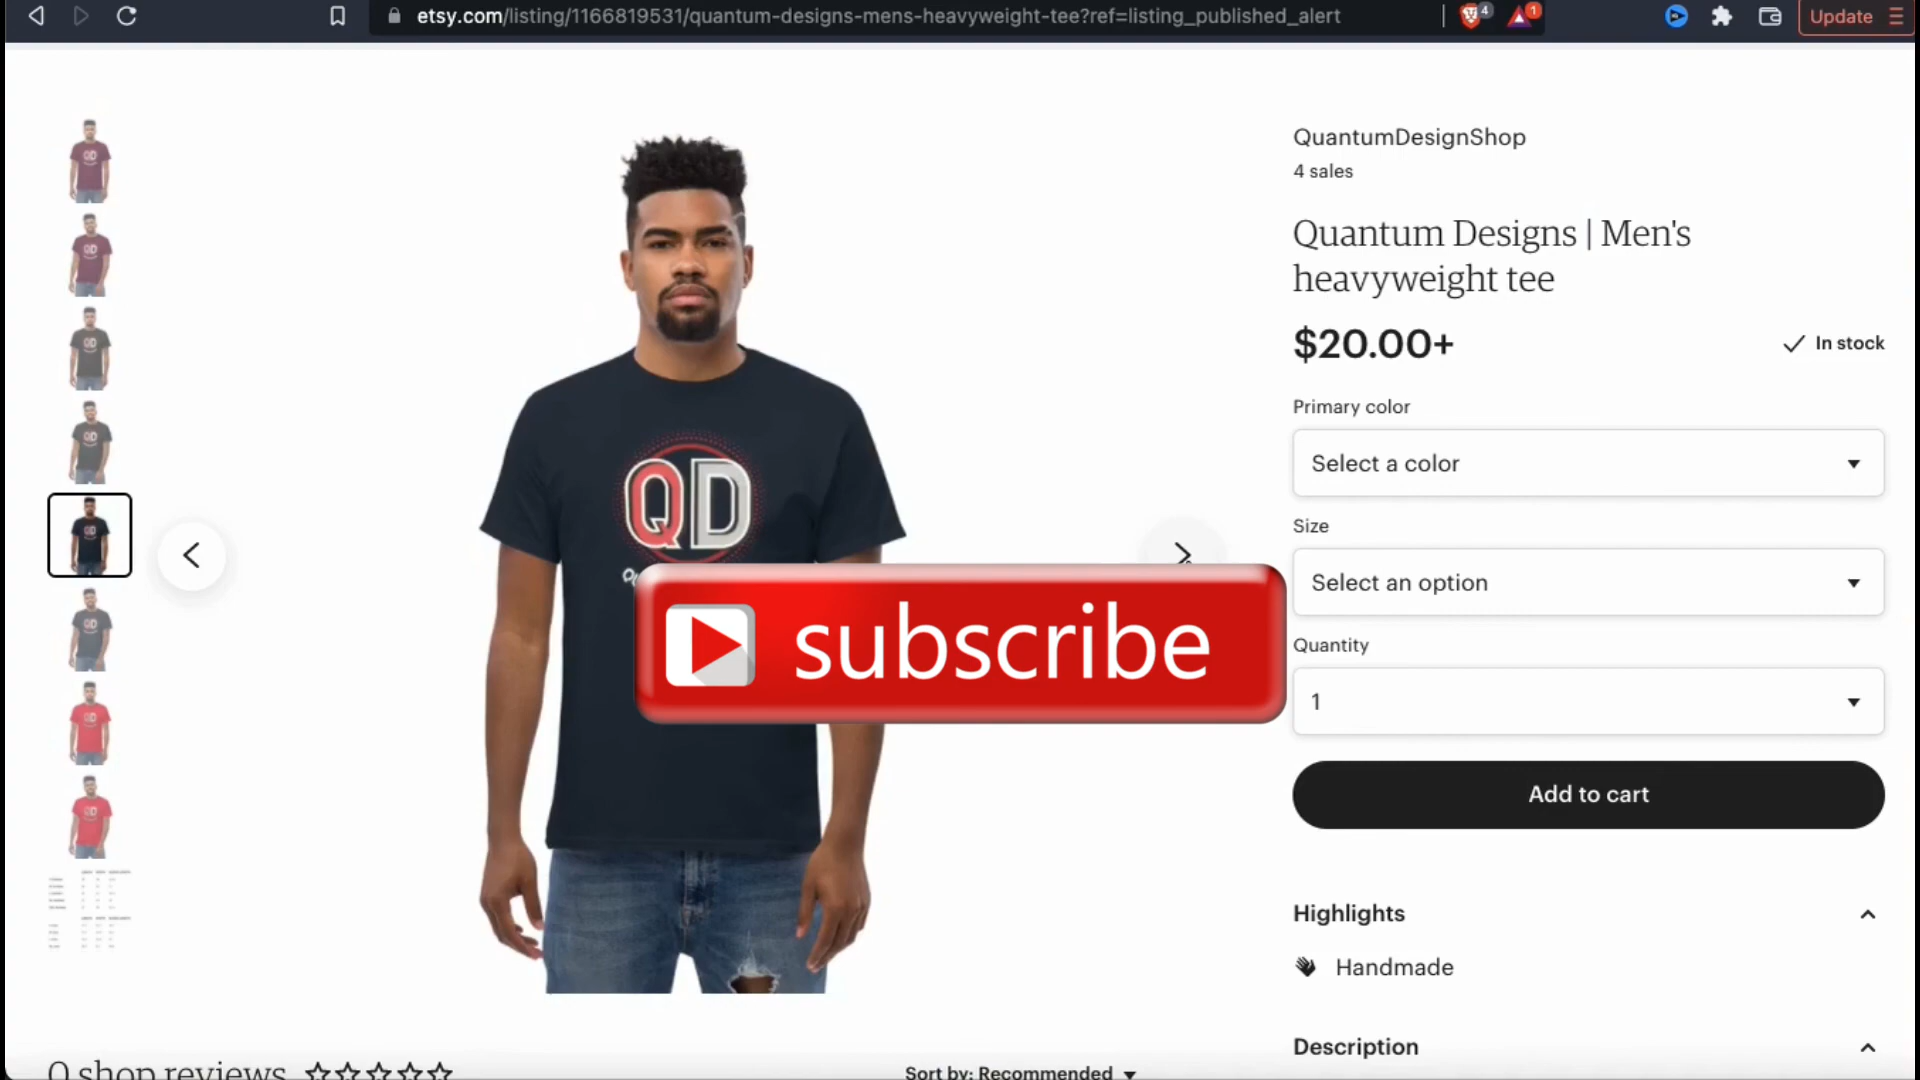 etsy.com/listing/1166819531/quantum-designs-mens-heavyweight-tee?ref=listing_published_alert
4
1
Update
QuantumDesignShop
4 sales
Quantum Designs | Men's
heavyweight tee
$20.00+
In stock
Primary color
Select a color
Size
Select an option
Quantity
1
Add to cart
Highlights
Handmade
Description
QD
subscribe
0 shop reviews
Sort by: Recommended